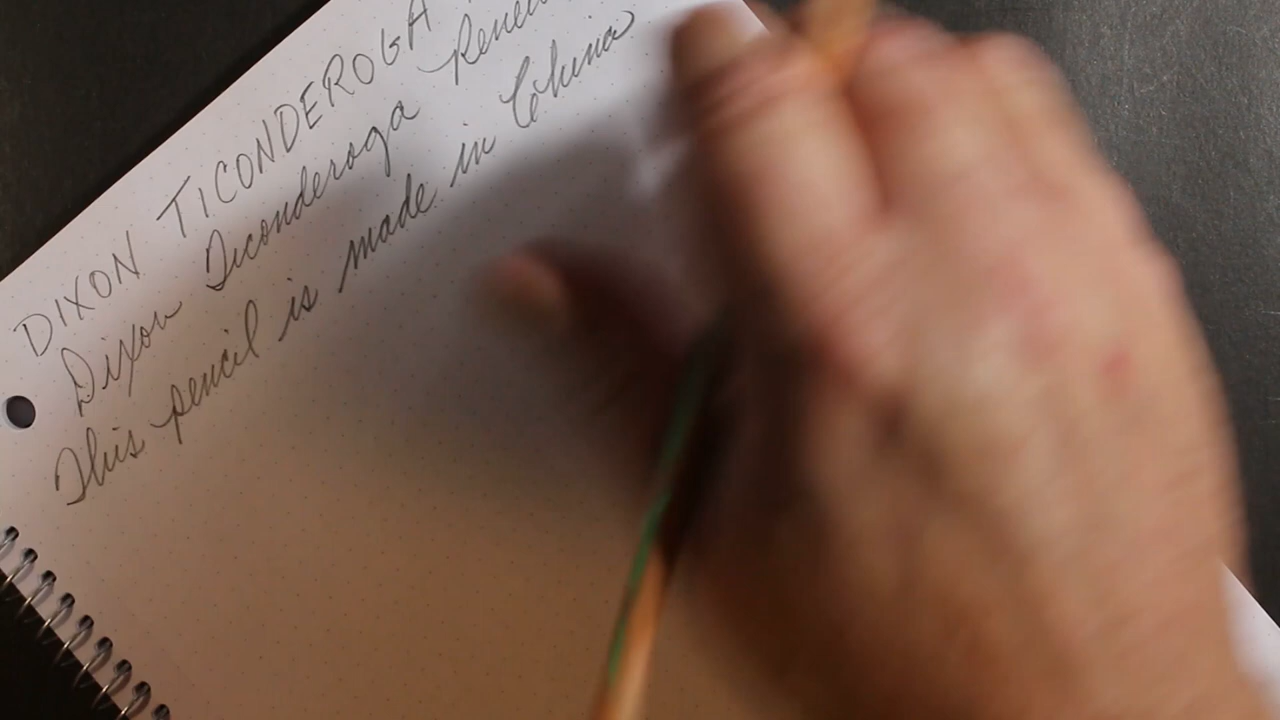 DIXON TICONDEROGA
Dixon Ticonderoga
This pencil is made in China